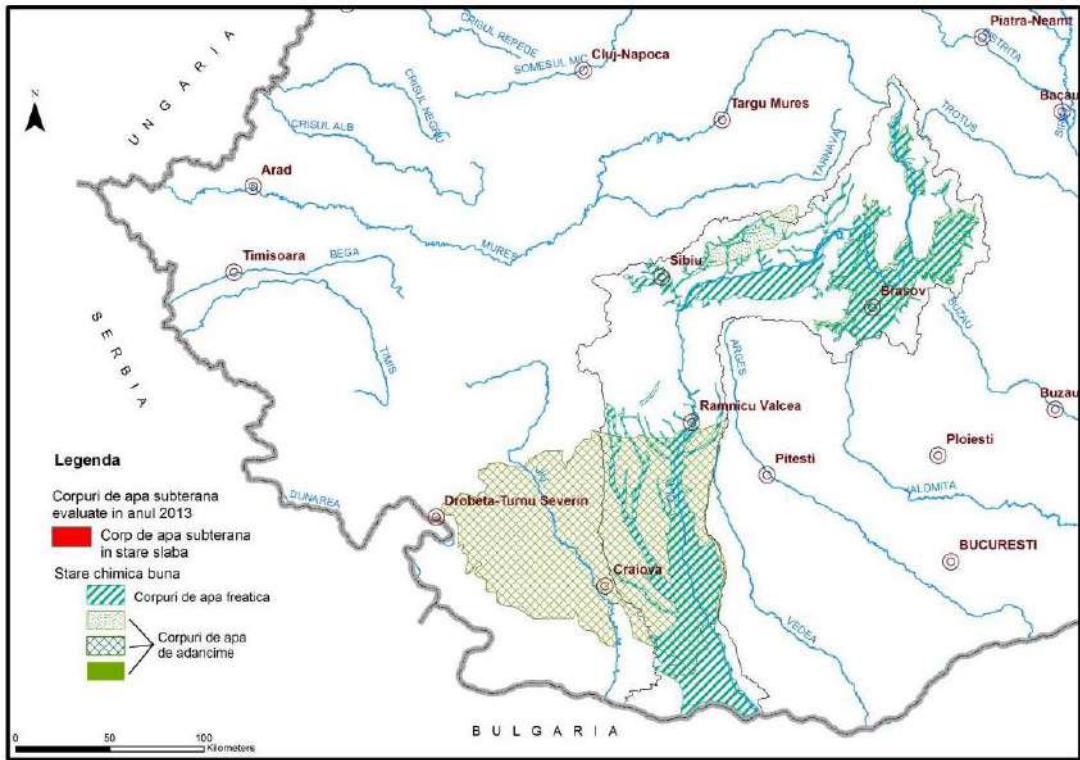 Piatra-Neamt
BISTRITA
CRISUL REPEDE
Cluj-Napoca
SOMESUL MIC
UNGARIA
CRISUL NEGRU
Bacau
N
Targu Mures
TROTUS
CRISUL ALB
TARNAVA
Arad
MURES
Timisoara
BEGA
Sibiu
Brasov
BUZAU
SERBIA
TIMIS
ARGES
Ramnicu Valcea
Buzau
Ploiesti
Pitesti
IALOMITA
JIU
Drobeta-Turnu Severin
DUNAREA
BUCURESTI
Craiova
VEDEA
BULGARIA
Legenda
Corpuri de apa subterana
evaluate in anul 2013
Corp de apa subterana
in stare slaba
Stare chimica buna
Corpuri de apa freatica
Corpuri de apa
de adancime
0 50 100
Kilometers